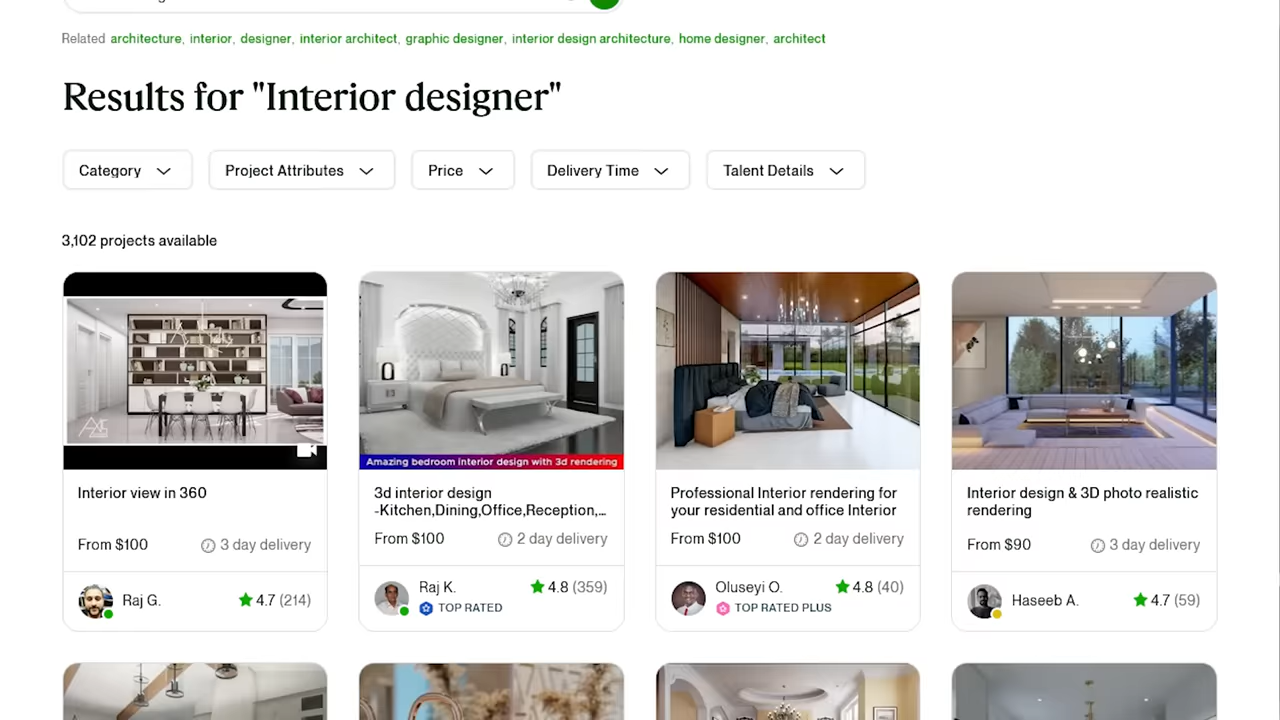 Related architecture, interior, designer, interior architect, graphic designer, interior design architecture, home designer, architect
Results for "Interior designer"
Category
Project Attributes
Price
Delivery Time
Talent Details
3,102 projects available
Interior view in 360
From $100
3 day delivery
Raj G.
4.7 (214)
Amazing bedroom interior design with 3d rendering
3d interior design
-Kitchen,Dining,Office,Reception,...
From $100
2 day delivery
Raj K.
4.8 (359)
TOP RATED
Professional Interior rendering for
your residential and office Interior
From $100
2 day delivery
Oluseyi O.
4.8 (40)
TOP RATED PLUS
Interior design & 3D photo realistic
rendering
From $90
3 day delivery
Haseeb A.
4.7 (59)